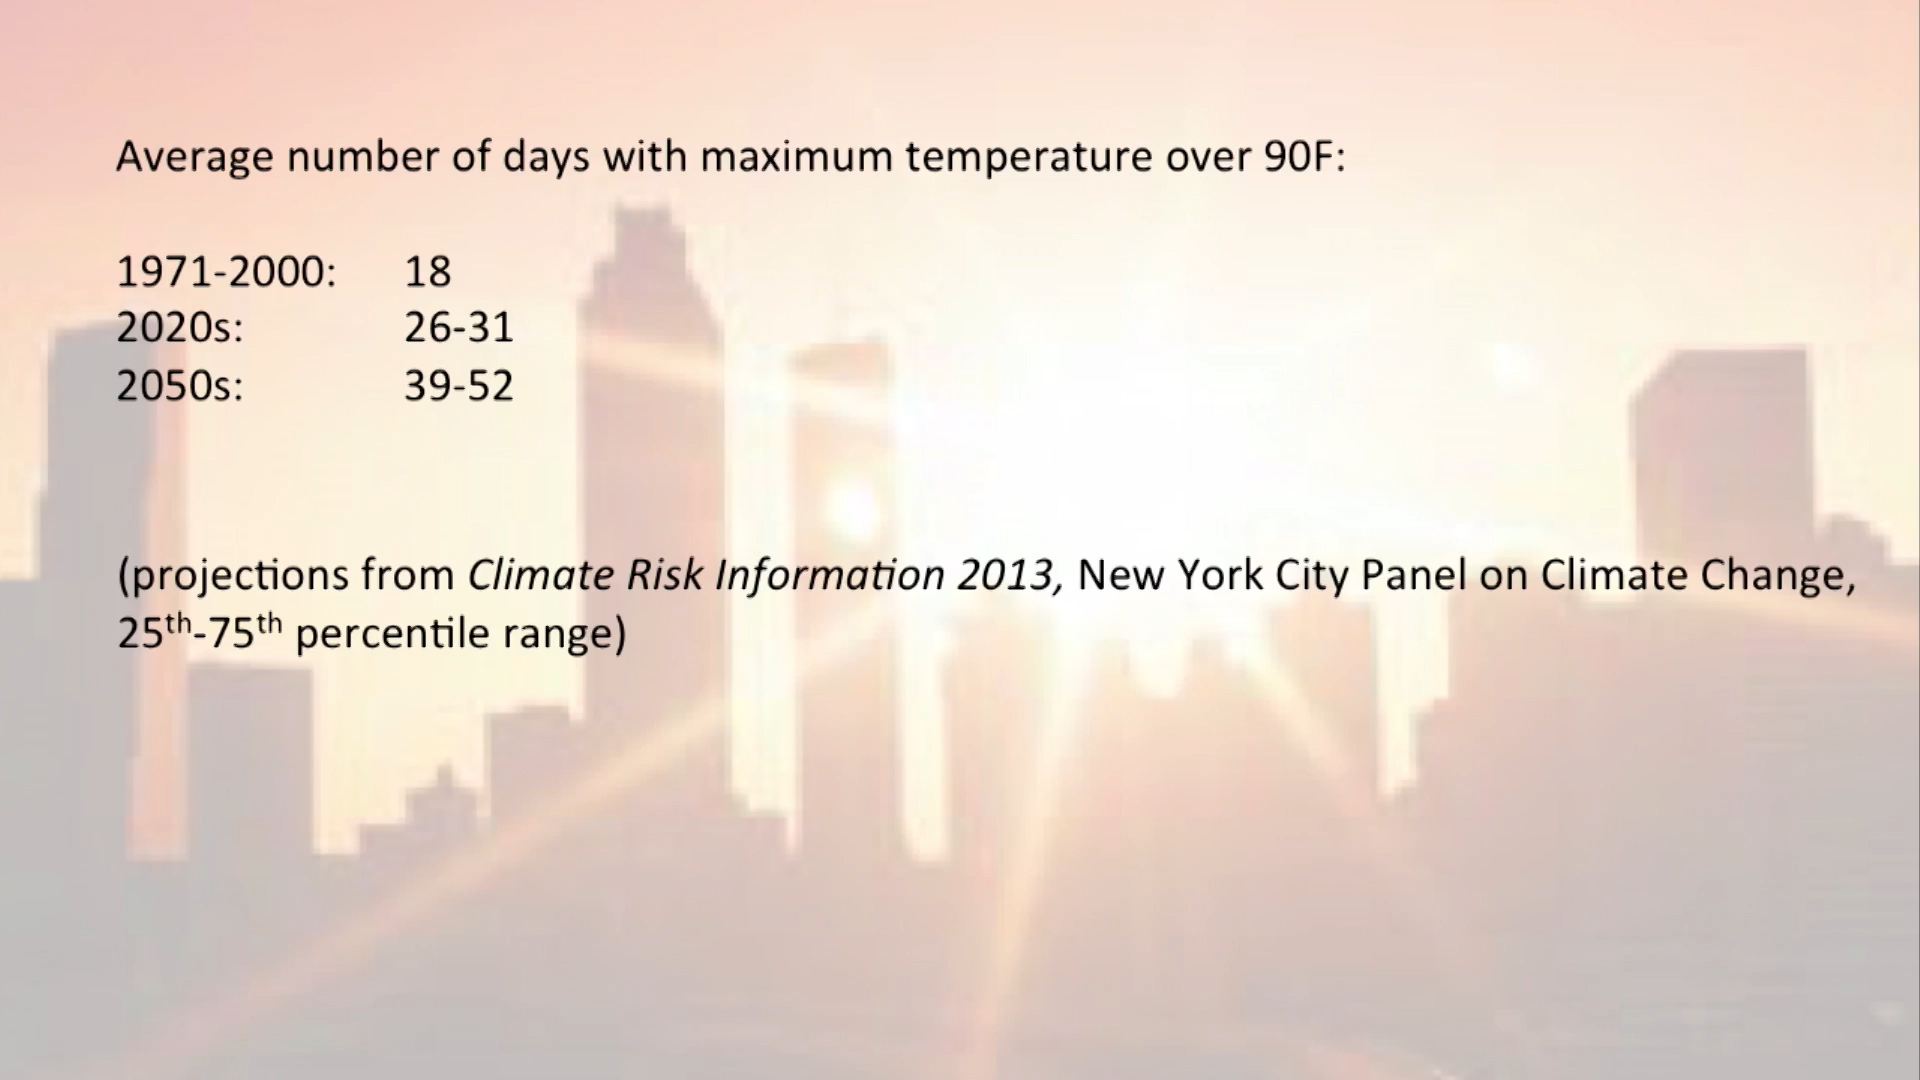 Average number of days with maximum temperature over 90F:
1971-2000: 18
2020s: 26-31
2050s: 39-52
(projections from Climate Risk Information 2013, New York City Panel on Climate Change,
25th-75th percentile range)